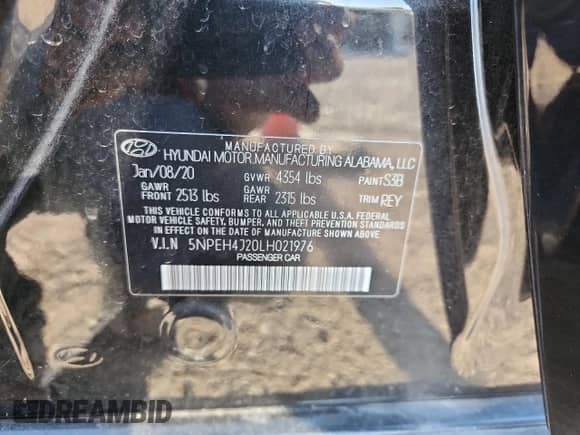 MANUFACTURED BY
HYUNDAI MOTOR MANUFACTURING ALABAMA, LLC
Jan/08/20 GVWR 4354 lbs PAINT S3B
GAWR FRONT 2513 lbs GAWR REAR 2315 lbs TRIM REY
THIS VEHICLE CONFORMS TO ALL APPLICABLE U.S.A. FEDERAL
MOTOR VEHICLE SAFETY, BUMPER, AND THEFT PREVENTION
STANDARDS IN EFFECT ON THE DATE OF MANUFACTURE SHOWN ABOVE.
V.I.N 5NPEH4J20LH021976
PASSENGER CAR
DREAMBID